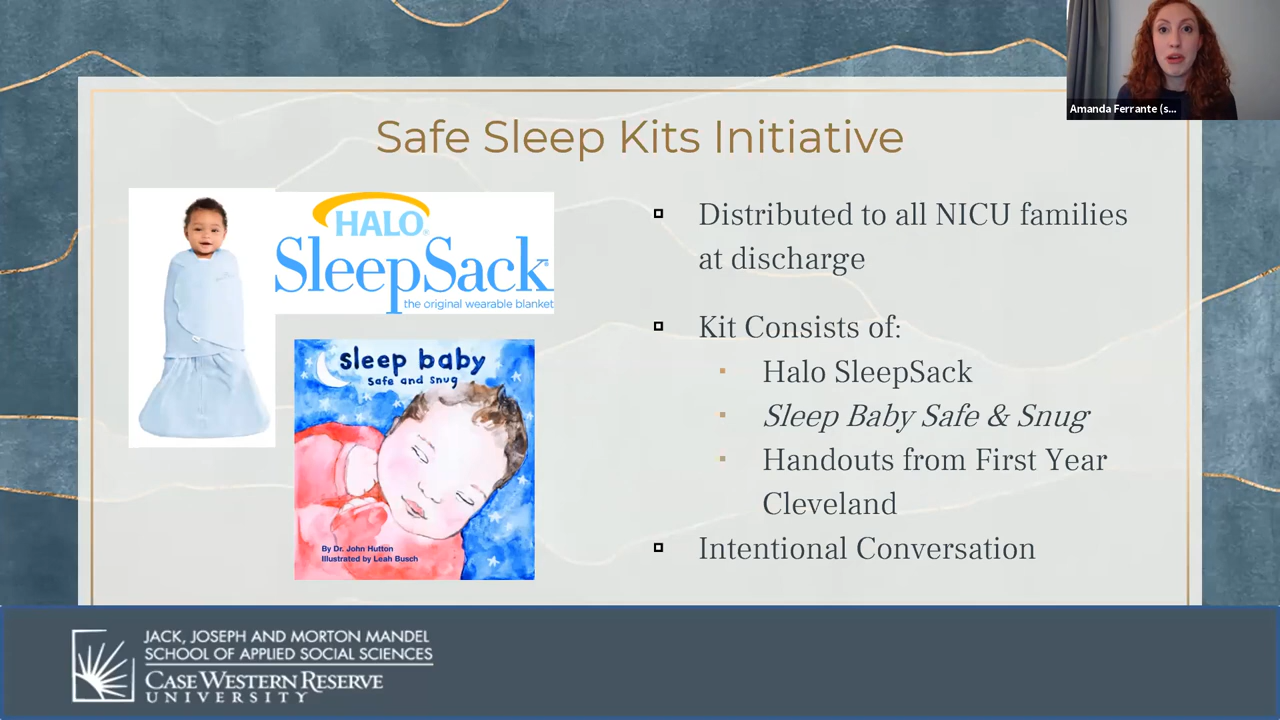 Amanda Ferrante (s...
Safe Sleep Kits Initiative
HALO®
SleepSack®
the original wearable blanket
sleep baby
safe and snug
By Dr. John Hutton
Illustrated by Leah Busch
Distributed to all NICU families
at discharge
Kit Consists of:
Halo SleepSack
Sleep Baby Safe & Snug
Handouts from First Year
Cleveland
Intentional Conversation
JACK, JOSEPH AND MORTON MANDEL
SCHOOL OF APPLIED SOCIAL SCIENCES
CASE WESTERN RESERVE
UNIVERSITY